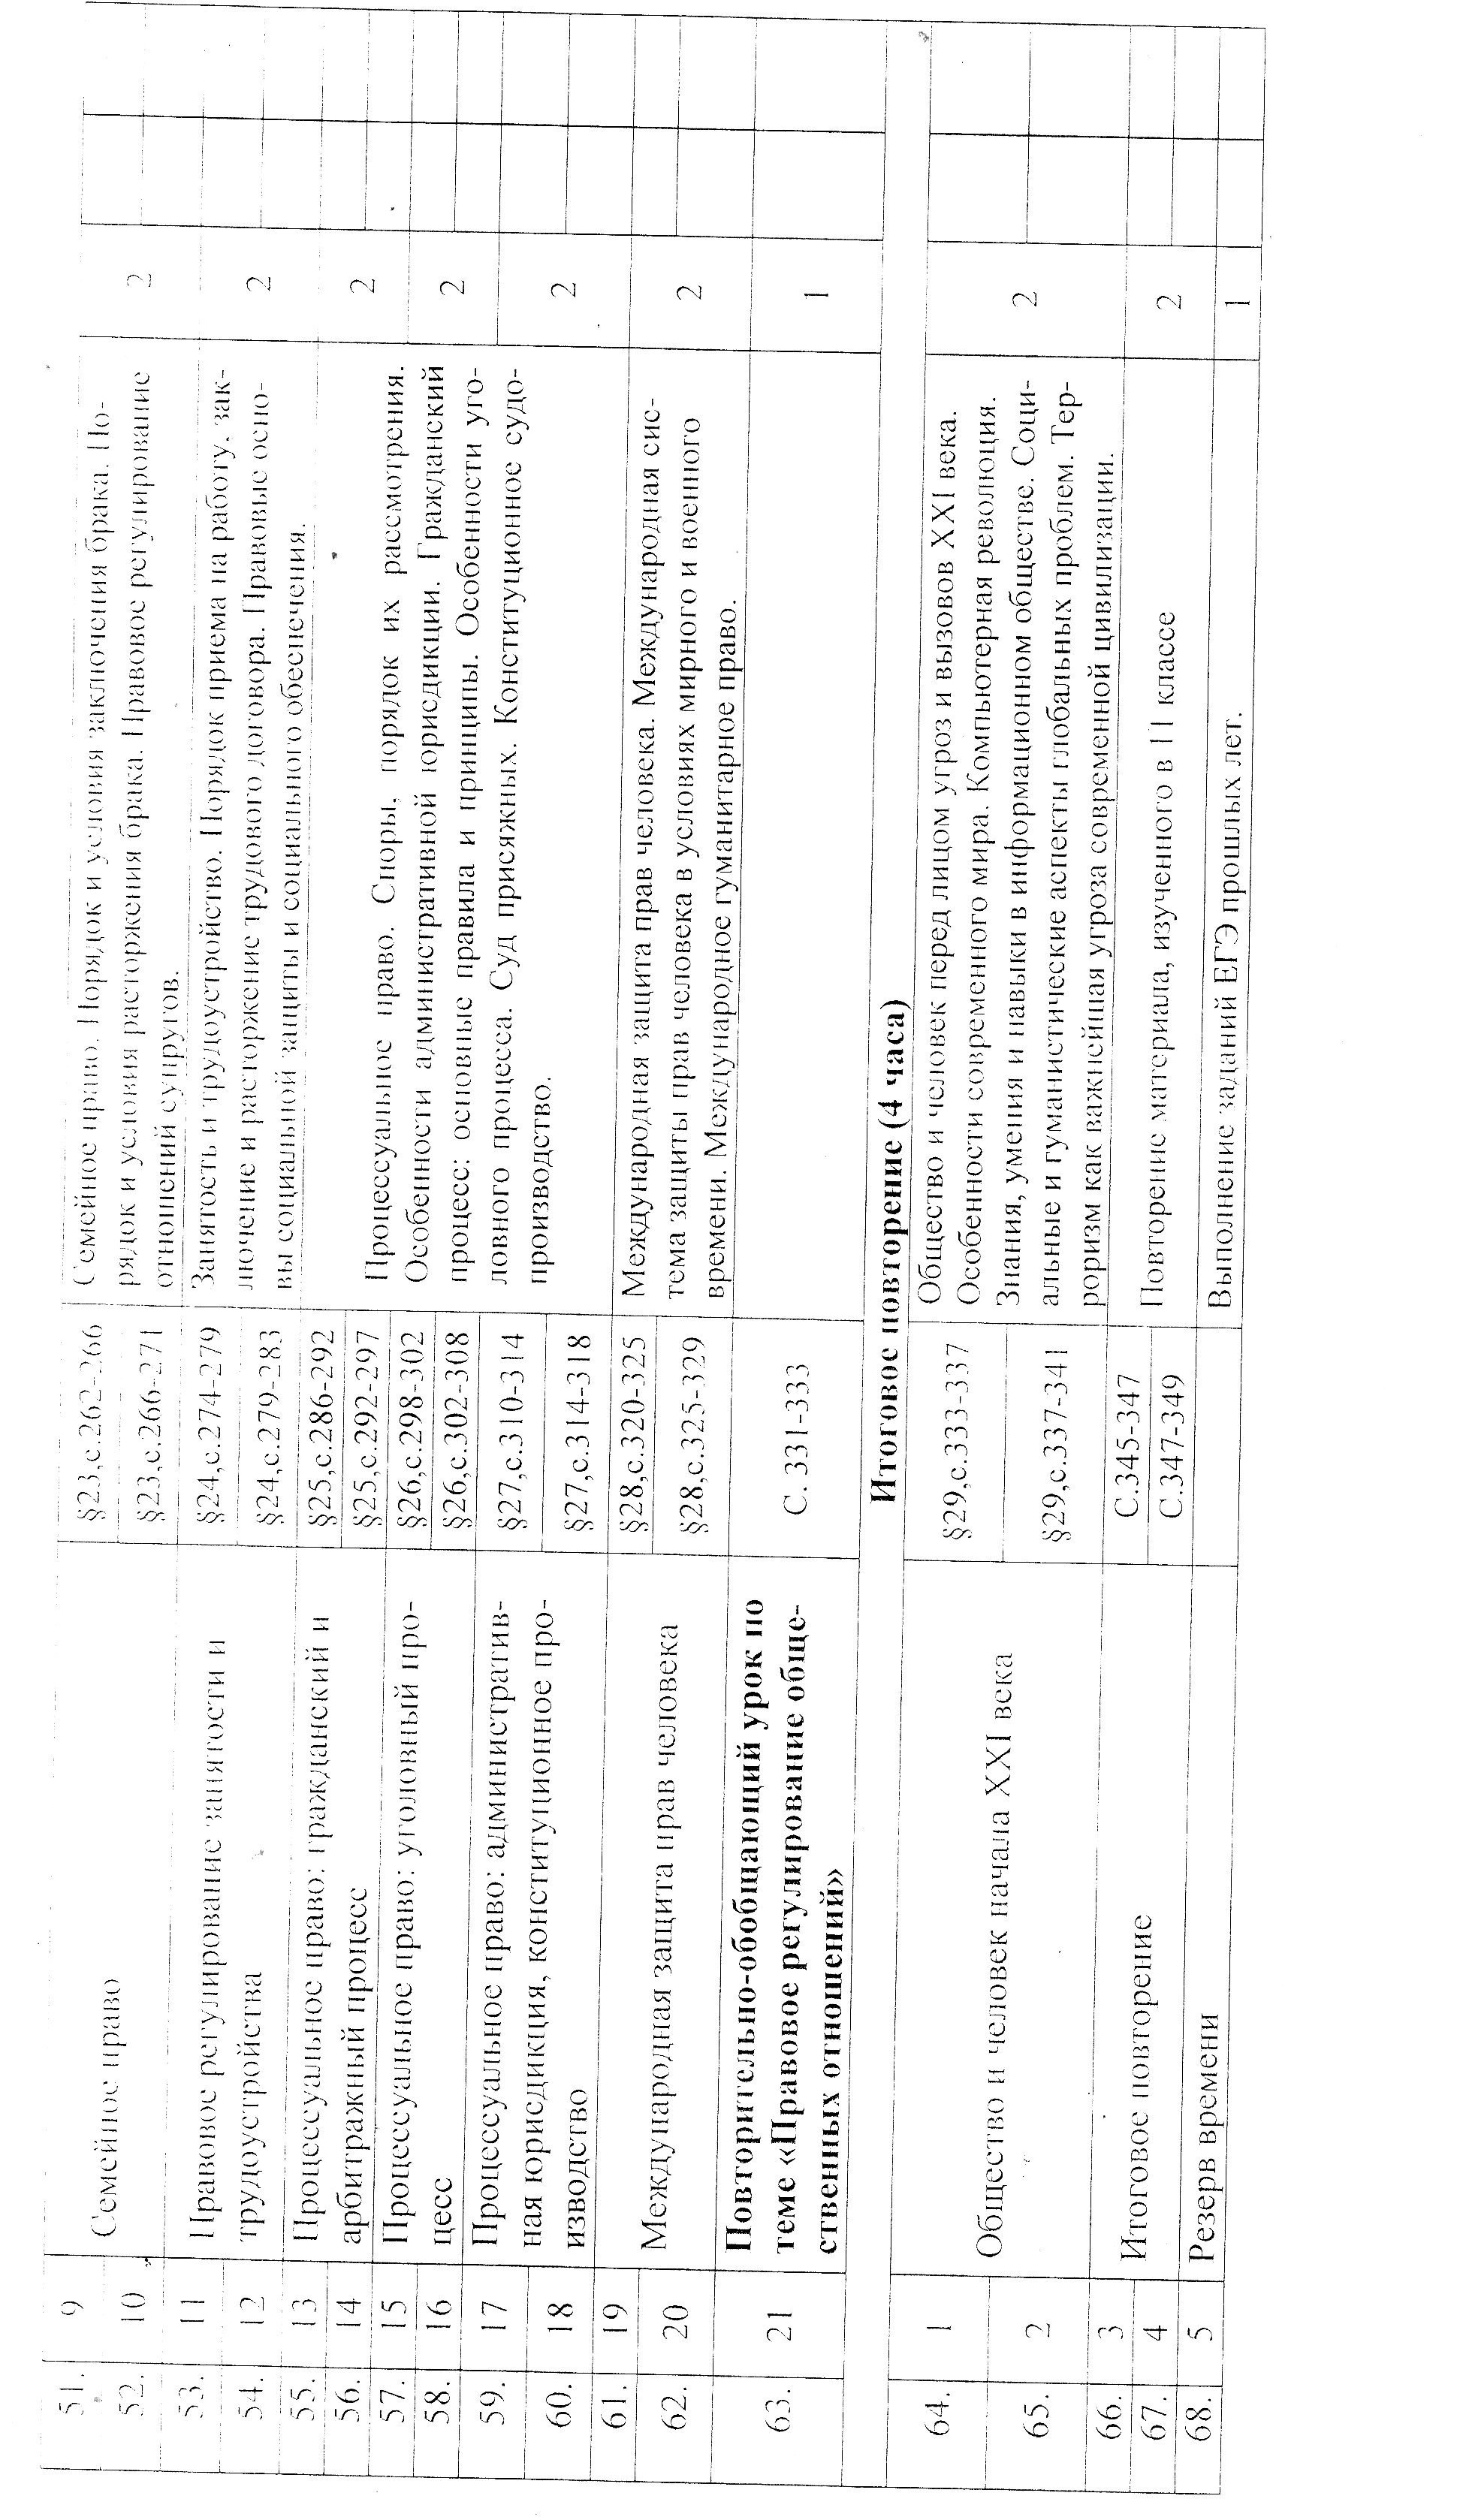 51. 9 Семейное право §23,с.262-266 Семейное право. Порядок и условия заключения брака. По- 2
52. 10 §23,с.266-271 рядок и условия расторжения брака. Правовое регулирование
отношений супругов.
53. 11 Правовое регулирование занятости и §24,с.274-279 Занятость и трудоустройство. Порядок приема на работу, зак- 2
54. 12 трудоустройства §24,с.279-283 лючение и расторжение трудового договора. Правовые осно-
вы социальной защиты и социального обеспечения.
55. 13 Процессуальное право: гражданский и §25,с.286-292 2
56. 14 арбитражный процесс §25,с.292-297 Процессуальное право. Споры, порядок их рассмотрения.
57. 15 Процессуальное право: уголовный про- §26,с.298-302 Особенности административной юрисдикции. Гражданский 2
58. 16 цесс §26,с.302-308 процесс: основные правила и принципы. Особенности уго-
59. 17 Процессуальное право: административ- §27,с.310-314 ловного процесса. Суд присяжных. Конституционное судо- 2
ная юрисдикция, конституционное про- производство.
60. 18 изводство §27,с.314-318
61. 19 Международная защита прав человека §28,с.320-325 Международная защита прав человека. Международная сис- 2
62. 20 §28,с.325-329 тема защиты прав человека в условиях мирного и военного
времени. Международное гуманитарное право.
63. 21 Повторительно-обобщающий урок по С. 331-333 1
теме «Правовое регулирование обще-
ственных отношений»
Итоговое повторение (4 часа)
64. 1 Общество и человек начала XXI века §29,с.333-337 Общество и человек перед лицом угроз и вызовов XXI века. 2
Особенности современного мира. Компьютерная революция.
Знания, умения и навыки в информационном обществе. Соци-
65. 2 §29,с.337-341 альные и гуманистические аспекты глобальных проблем. Тер-
роризм как важнейшая угроза современной цивилизации.
66. 3 Итоговое повторение С.345-347 Повторение материала, изученного в 11 классе 2
67. 4 С.347-349
68. 5 Резерв времени Выполнение заданий ЕГЭ прошлых лет. 1